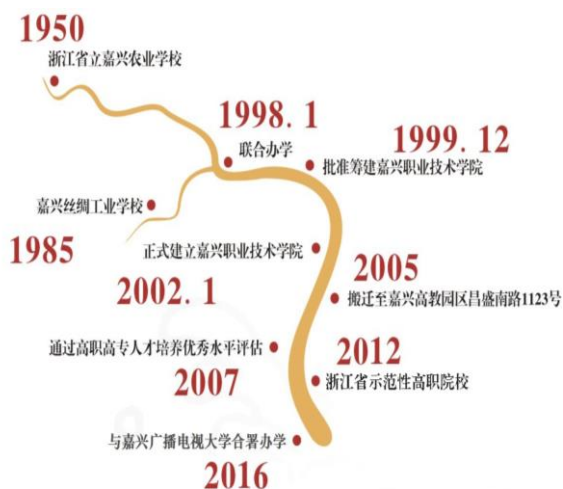 1950
浙江省立嘉兴农业学校
1998. 1
联合办学
1999. 12
批准筹建嘉兴职业技术学院
嘉兴丝绸工业学校
1985
正式建立嘉兴职业技术学院
2002. 1
2005
搬迁至嘉兴高教园区昌盛南路1123号
通过高职高专人才培养优秀水平评估
2007
2012
浙江省示范性高职院校
与嘉兴广播电视大学合署办学
2016